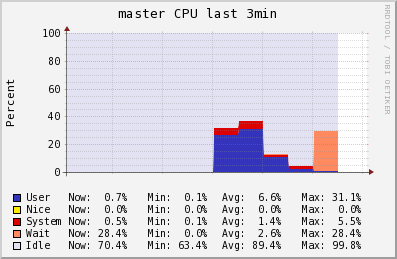 master CPU last 3min
RRDTOOL / TOBI OETIKER
Percent
100
80
60
40
20
0
User Now: 0.7% Min: 0.1% Avg: 6.6% Max: 31.1%
Nice Now: 0.0% Min: 0.0% Avg: 0.0% Max: 0.0%
System Now: 0.5% Min: 0.1% Avg: 1.4% Max: 5.5%
Wait Now: 28.4% Min: 0.0% Avg: 2.6% Max: 28.4%
Idle Now: 70.4% Min: 63.4% Avg: 89.4% Max: 99.8%